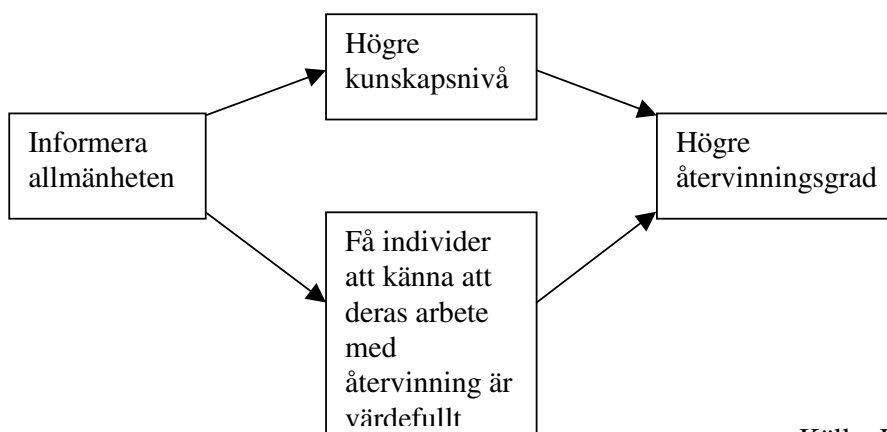 Högre
kunskapsnivå
Informera
allmänheten
Högre
återvinningsgrad
Få individer
att känna att
deras arbete
med
återvinning är
värdefullt